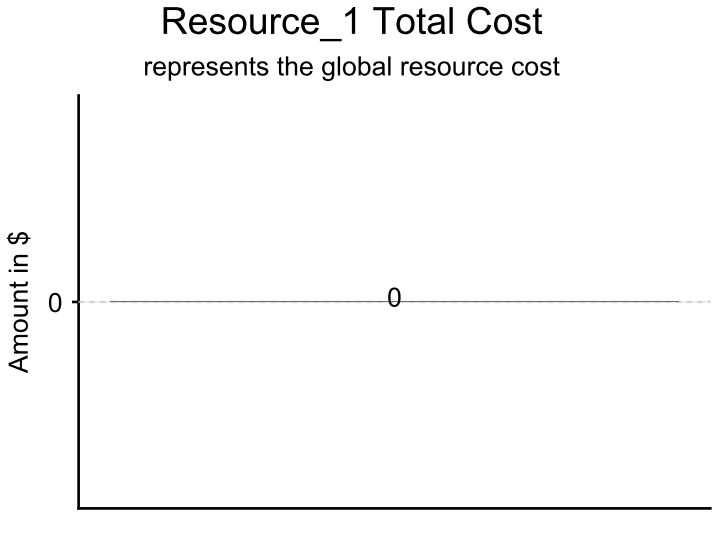 Resource_1 Total Cost
represents the global resource cost
Amount in $
0
0